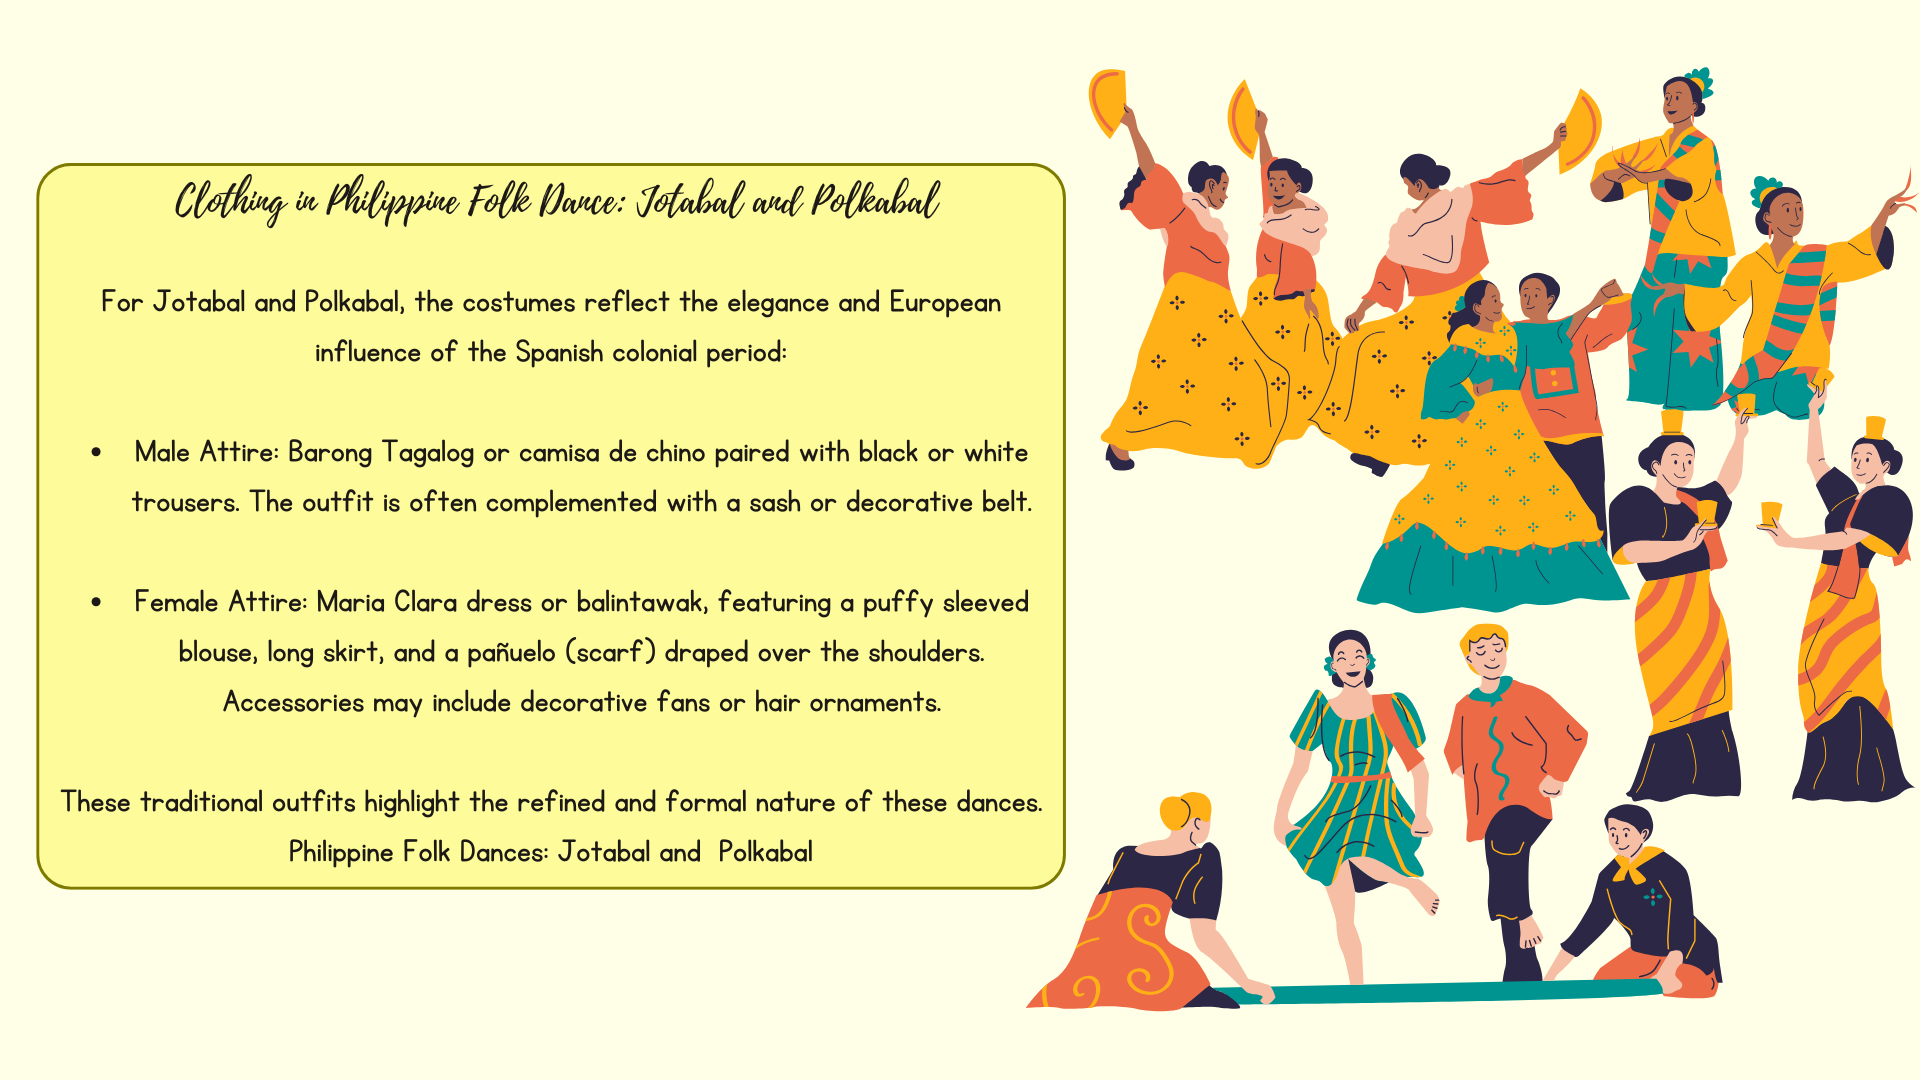 Clothing in Philippine Folk Dance: Jotabal and Polkabal
For Jotabal and Polkabal, the costumes reflect the elegance and European
influence of the Spanish colonial period:
• Male Attire: Barong Tagalog or camisa de chino paired with black or white
trousers. The outfit is often complemented with a sash or decorative belt.
• Female Attire: Maria Clara dress or balintawak, featuring a puffy sleeved
blouse, long skirt, and a pañuelo (scarf) draped over the shoulders.
Accessories may include decorative fans or hair ornaments.
These traditional outfits highlight the refined and formal nature of these dances.
Philippine Folk Dances: Jotabal and  Polkabal